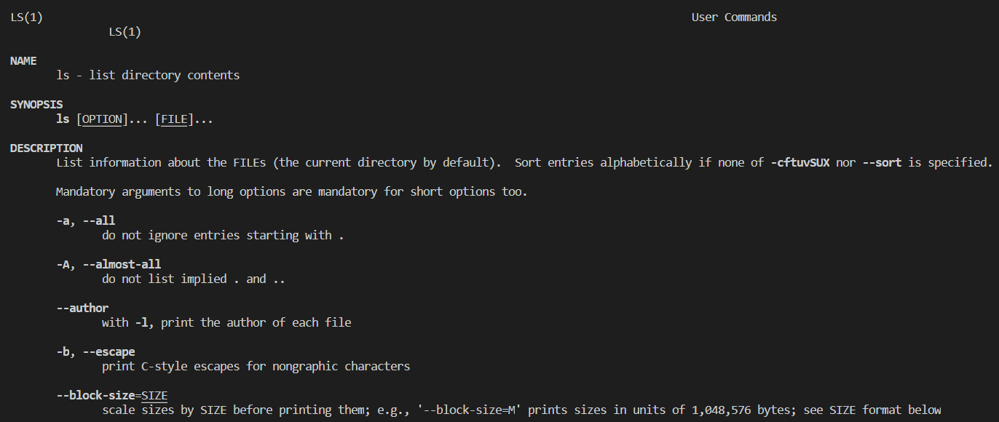 LS(1) User Commands
LS(1)
NAME
ls - list directory contents
SYNOPSIS
ls [OPTION]... [FILE]...
DESCRIPTION
List information about the FILEs (the current directory by default).  Sort entries alphabetically if none of -cftuvSUX nor --sort is specified.
Mandatory arguments to long options are mandatory for short options too.
-a, --all
do not ignore entries starting with .
-A, --almost-all
do not list implied . and ..
--author
with -l, print the author of each file
-b, --escape
print C-style escapes for nongraphic characters
--block-size=SIZE
scale sizes by SIZE before printing them; e.g., '--block-size=M' prints sizes in units of 1,048,576 bytes; see SIZE format below